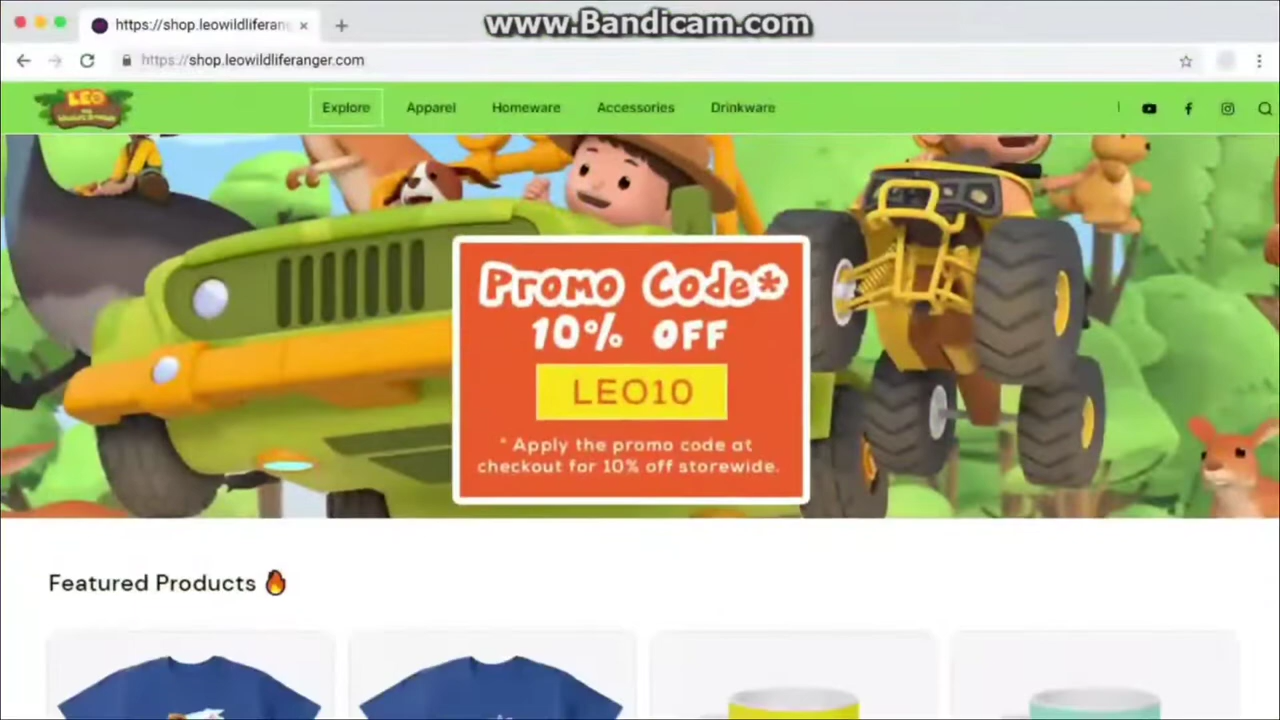 www.Bandicam.com
https://shop.leowildliferang
https://shop.leowildliferanger.com
LEO
Explore
Apparel
Homeware
Accessories
Drinkware
Promo Code*
10% OFF
LEO10
* Apply the promo code at
checkout for 10% off storewide.
Featured Products